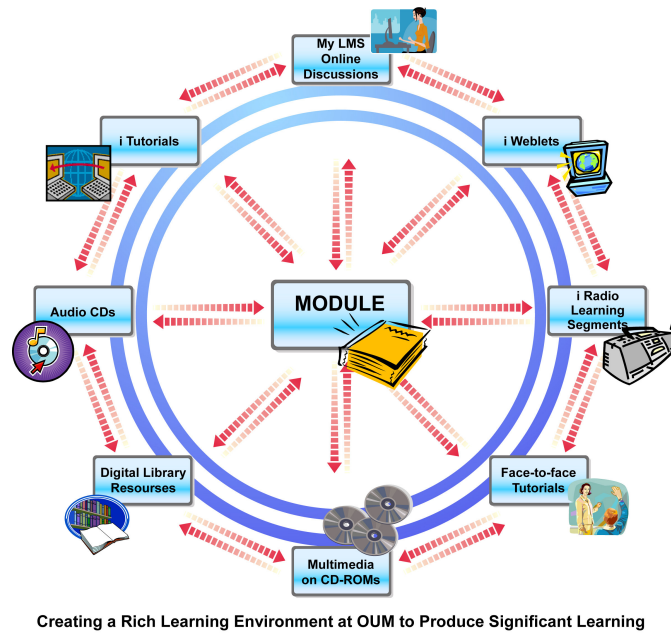 My LMS
Online
Discussions
i Tutorials
i Weblets
Audio CDs
MODULE
i Radio
Learning
Segments
Digital Library
Resourses
Face-to-face
Tutorials
Multimedia
on CD-ROMs
Creating a Rich Learning Environment at OUM to Produce Significant Learning